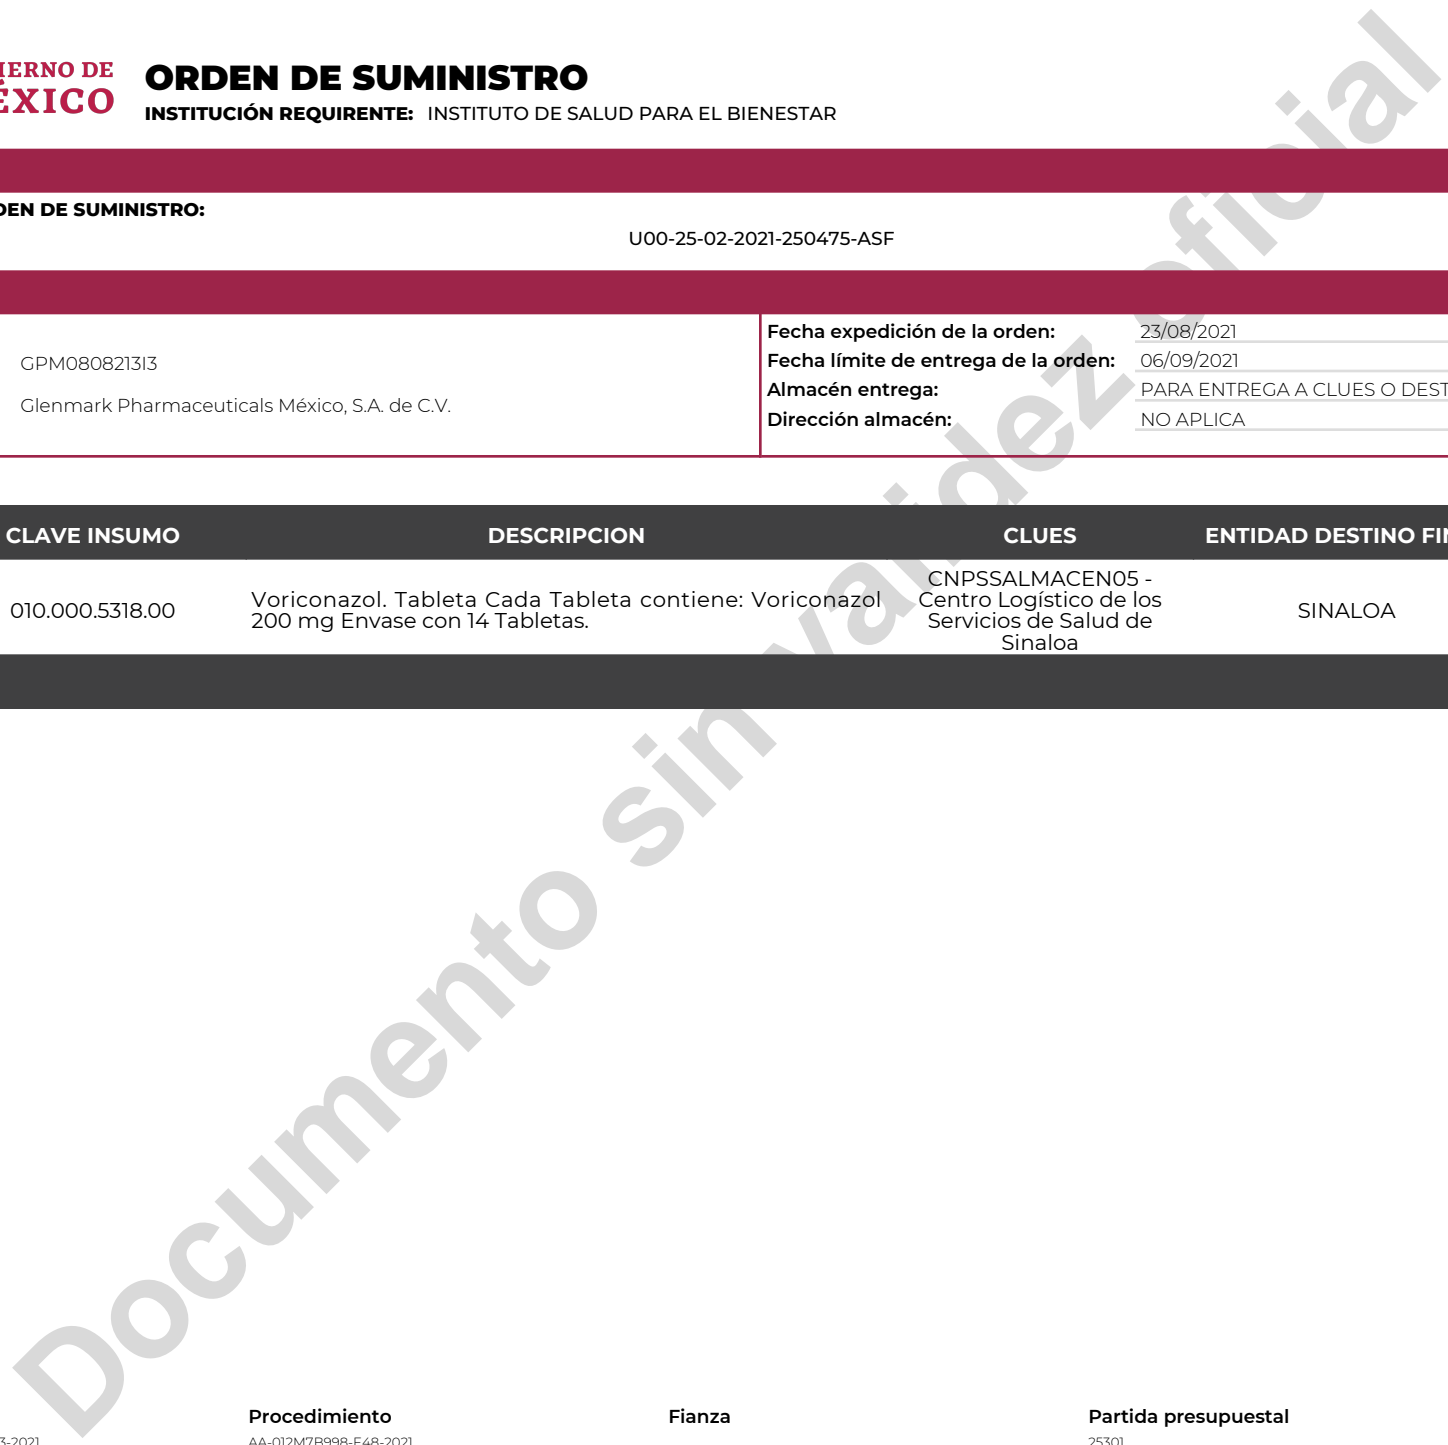 IERNO DE
ÉXICO
ORDEN DE SUMINISTRO
INSTITUCIÓN REQUIRENTE: INSTITUTO DE SALUD PARA EL BIENESTAR
DEN DE SUMINISTRO:
U00-25-02-2021-250475-ASF
GPM0808213I3
Glenmark Pharmaceuticals México, S.A. de C.V.
Fecha expedición de la orden: 23/08/2021
Fecha límite de entrega de la orden: 06/09/2021
Almacén entrega: PARA ENTREGA A CLUES O DEST
Dirección almacén: NO APLICA
CLAVE INSUMO DESCRIPCION CLUES ENTIDAD DESTINO FIN
010.000.5318.00
Voriconazol. Tableta Cada Tableta contiene: Voriconazol
200 mg Envase con 14 Tabletas.
CNPSSALMACEN05 -
Centro Logístico de los
Servicios de Salud de
Sinaloa
SINALOA
Documento sin validez oficial
Procedimiento Fianza Partida presupuestal
3-2021 AA-012M7B998-E48-2021 25301